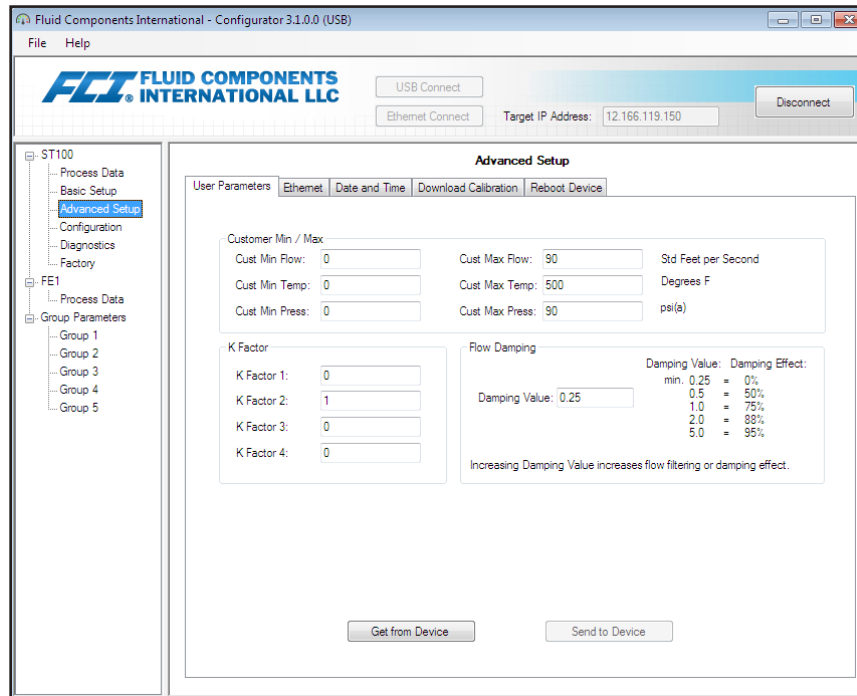 Fluid Components International - Configurator 3.1.0.0 (USB)
File Help
FCI. FLUID COMPONENTS
INTERNATIONAL LLC
USB Connect
Ethernet Connect Target IP Address: 12.166.119.150
Disconnect
ST100
Process Data
Basic Setup
Advanced Setup
Configuration
Diagnostics
Factory
FE1
Process Data
Group Parameters
Group 1
Group 2
Group 3
Group 4
Group 5
Advanced Setup
User Parameters Ethernet Date and Time Download Calibration Reboot Device
Customer Min / Max
Cust Min Flow: 0 Cust Max Flow: 90 Std Feet per Second
Cust Min Temp: 0 Cust Max Temp: 500 Degrees F
Cust Min Press: 0 Cust Max Press: 90 psi(a)
K Factor
K Factor 1: 0
K Factor 2: 1
K Factor 3: 0
K Factor 4: 0
Flow Damping
Damping Value: 0.25
Damping Value: Damping Effect:
min. 0.25 = 0%
0.5 = 50%
1.0 = 75%
2.0 = 88%
5.0 = 95%
Increasing Damping Value increases flow filtering or damping effect.
Get from Device Send to Device